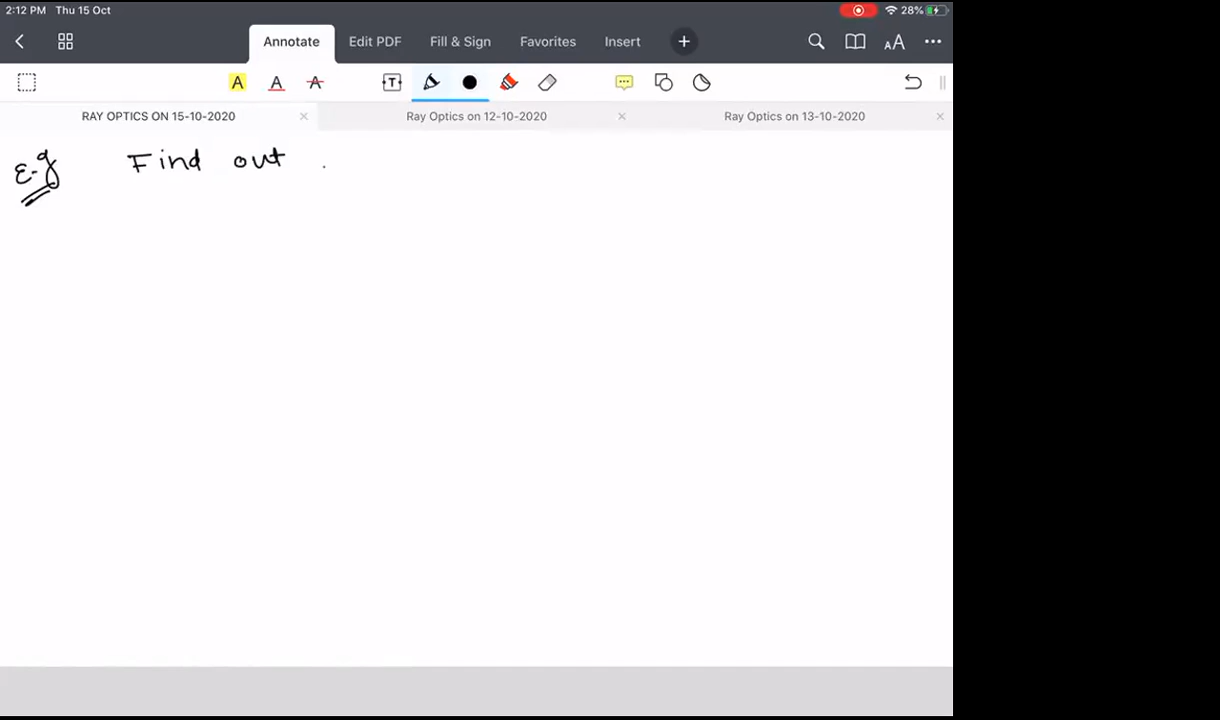 2:12 PM Thu 15 Oct 28%
Annotate Edit PDF Fill & Sign Favorites Insert
A A A T
RAY OPTICS ON 15-10-2020 Ray Optics on 12-10-2020 Ray Optics on 13-10-2020
E.g Find out